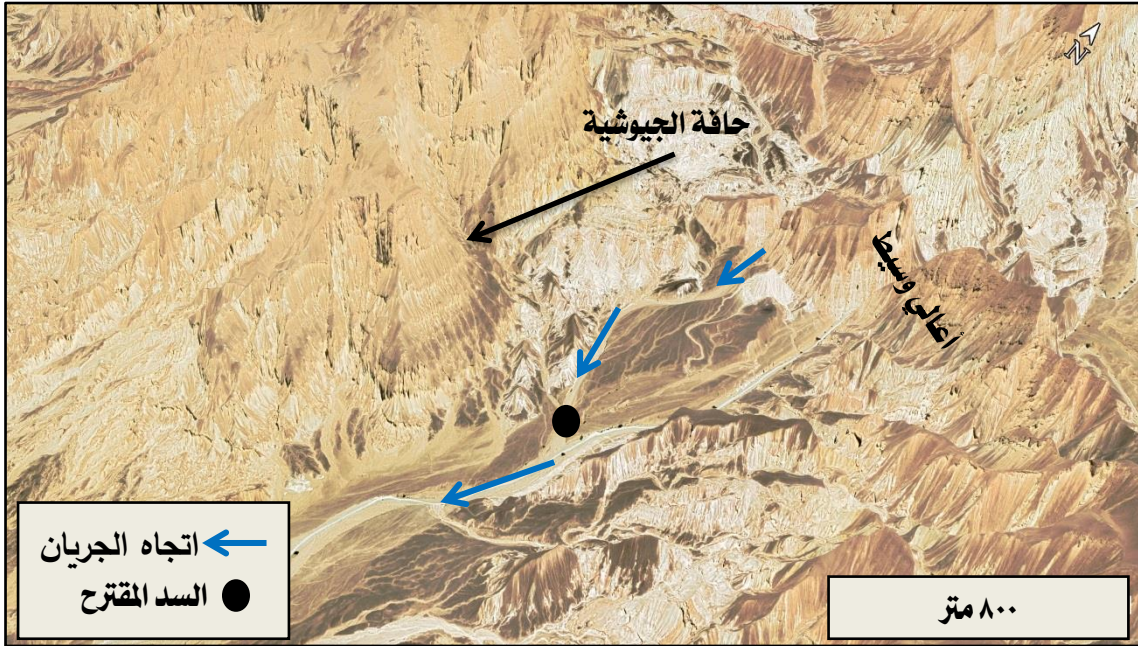 N
حافة الجيوشية
أعالي وسيط
اتجاه الجريان
السد المقترح
٨٠٠ متر